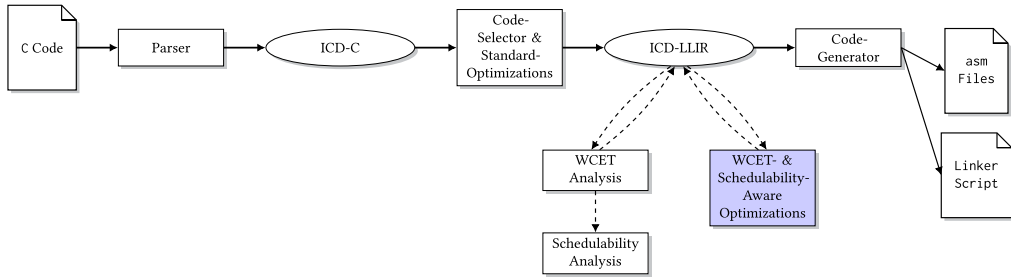 C Code
Parser
ICD-C
Code-
Selector &
Standard-
Optimizations
ICD-LLIR
Code-
Generator
asm
Files
Linker
Script
WCET
Analysis
WCET- &
Schedulability-
Aware
Optimizations
Schedulability
Analysis